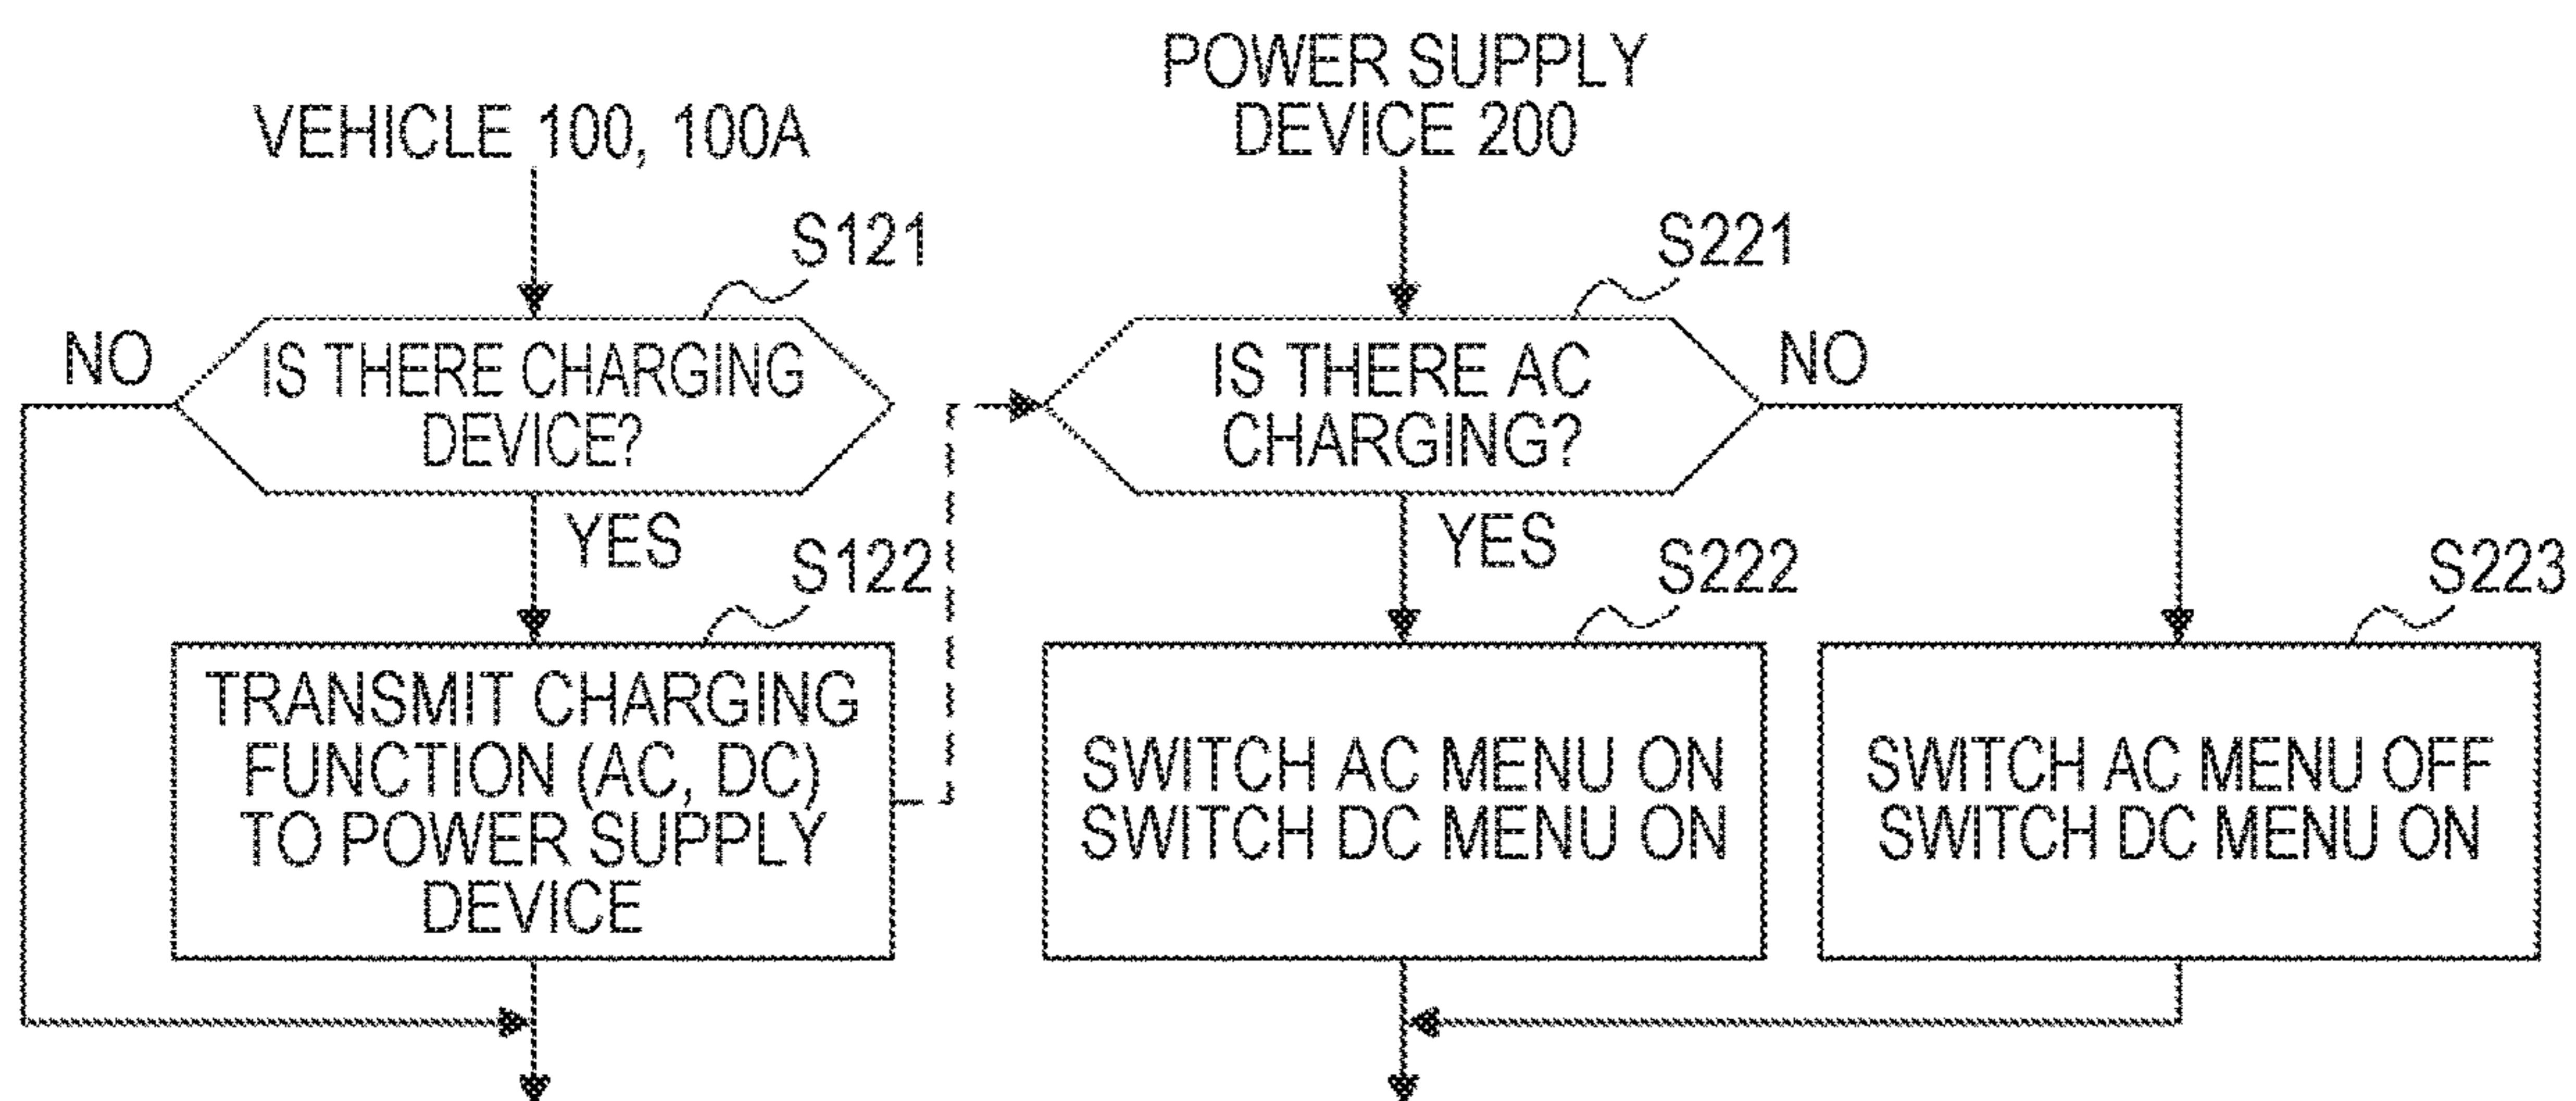 VEHICLE 100, 100A
S121
NO
IS THERE CHARGING
DEVICE?
YES
S122
TRANSMIT CHARGING
FUNCTION (AC, DC)
TO POWER SUPPLY
DEVICE
POWER SUPPLY
DEVICE 200
S221
IS THERE AC
CHARGING?
NO
YES
S222
SWITCH AC MENU ON
SWITCH DC MENU ON
S223
SWITCH AC MENU OFF
SWITCH DC MENU ON